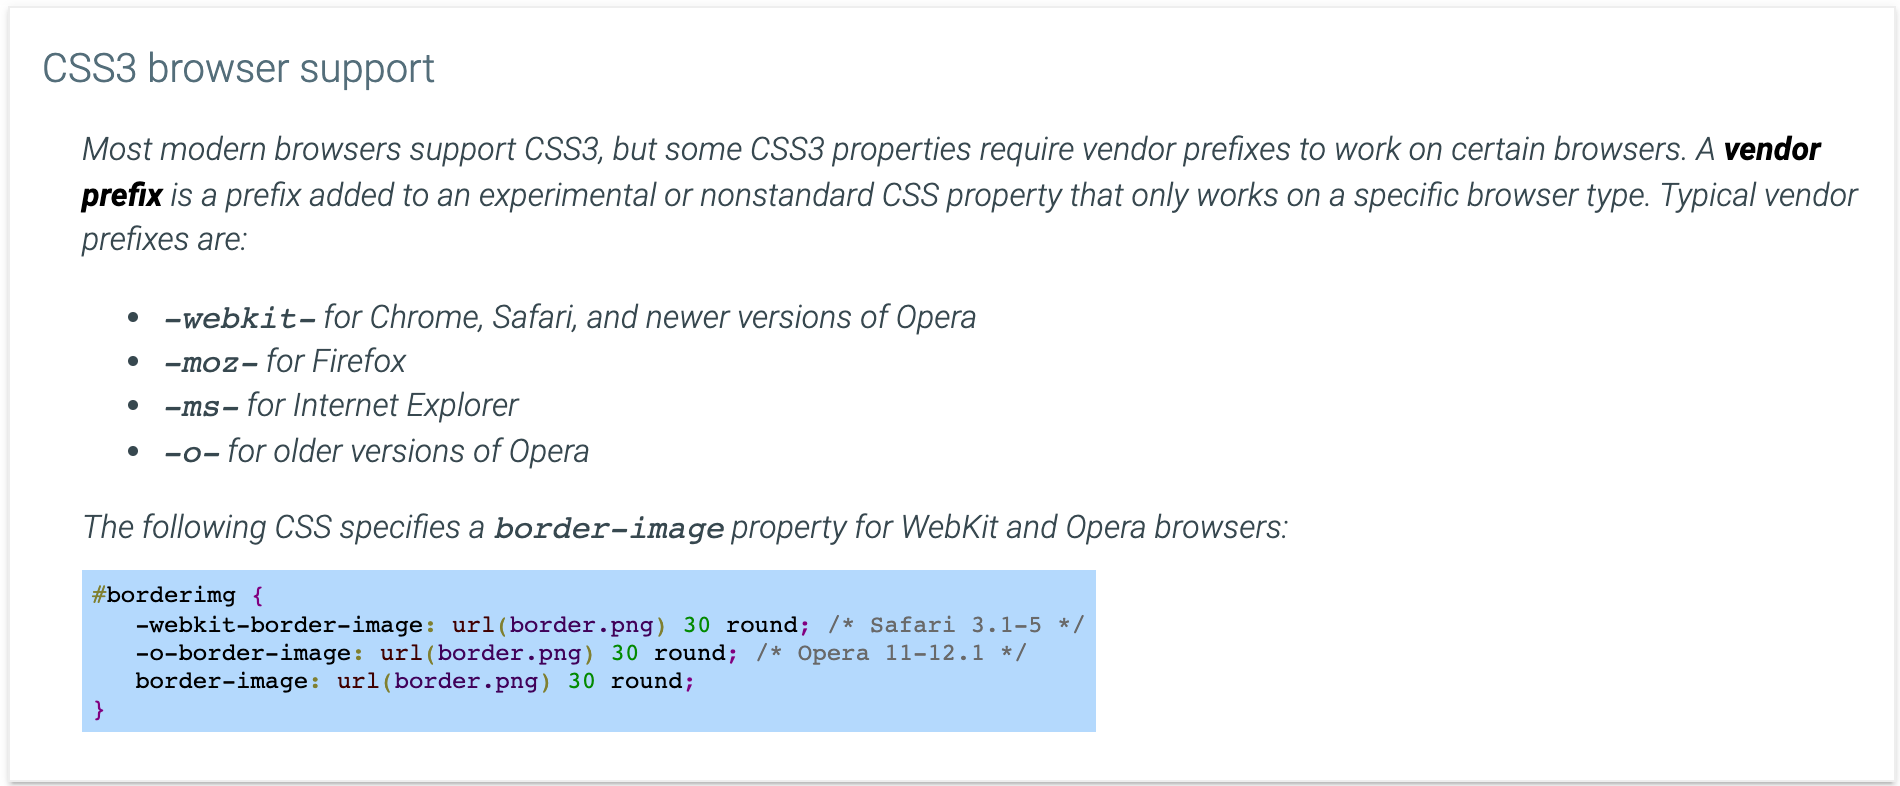 CSS3 browser support
Most modern browsers support CSS3, but some CSS3 properties require vendor prefixes to work on certain browsers. A vendor
prefix is a prefix added to an experimental or nonstandard CSS property that only works on a specific browser type. Typical vendor
prefixes are:
• -webkit- for Chrome, Safari, and newer versions of Opera
• -moz- for Firefox
• -ms- for Internet Explorer
• -o- for older versions of Opera
The following CSS specifies a border-image property for WebKit and Opera browsers:
#borderimg {
   -webkit-border-image: url(border.png) 30 round; /* Safari 3.1-5 */
   -o-border-image: url(border.png) 30 round; /* Opera 11-12.1 */
   border-image: url(border.png) 30 round;
}